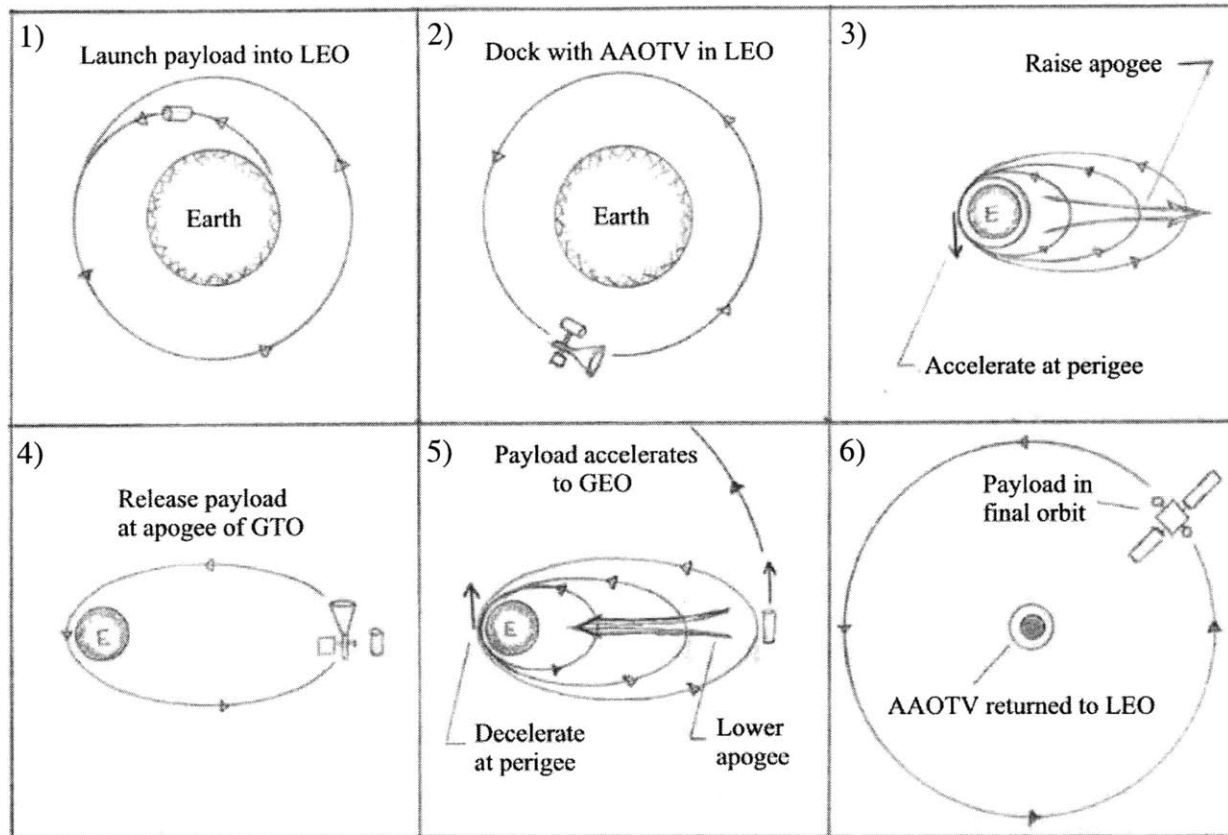 1)
Launch payload into LEO
Earth
2)
Dock with AAOTV in LEO
Earth
3)
Raise apogee
E
Accelerate at perigee
4)
Release payload
at apogee of GTO
E
5)
Payload accelerates
to GEO
E
Decelerate
at perigee
Lower
apogee
6)
Payload in
final orbit
AAOTV returned to LEO